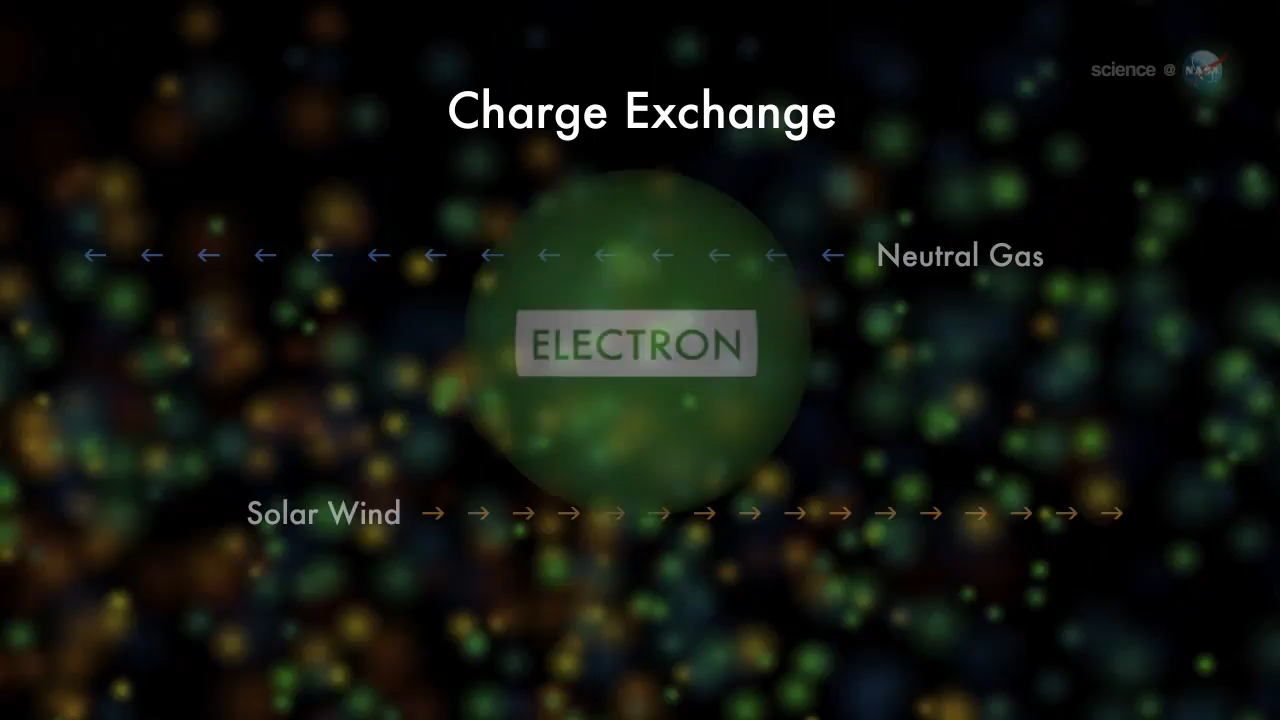 science @ NASA
Charge Exchange
Neutral Gas
ELECTRON
Solar Wind